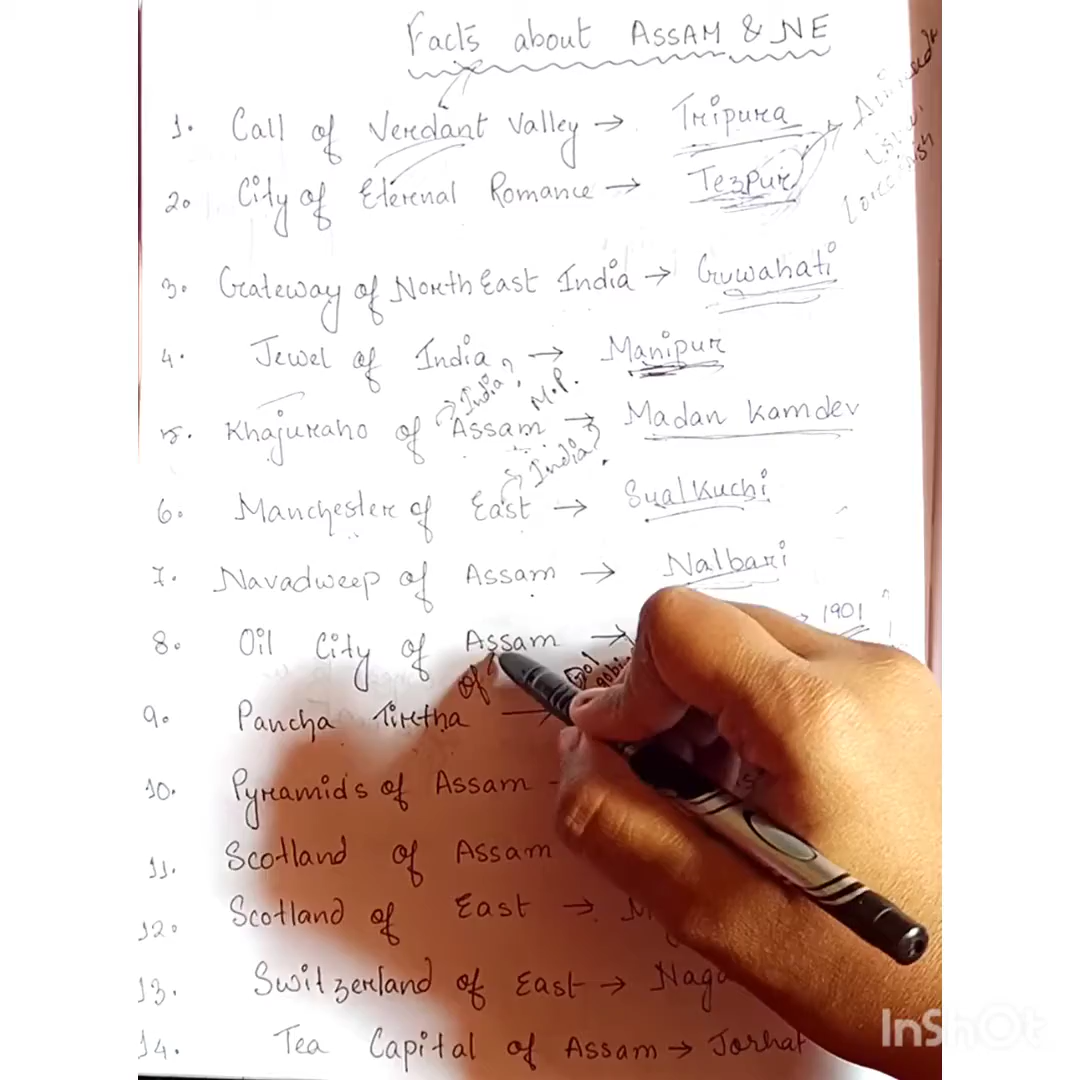 Facts about ASSAM & NE
1. Call of Verdant Valley → Tripura
2. City of Eternal Romance → Tezpur
3. Gateway of North East India → Guwahati
4. Jewel of India → Manipur
→ India? M.P.
5. Khajuraho of Assam → Madan Kamdev
→ India?
6. Manchester of East → Sualkuchi
7. Navadweep of Assam → Nalbari
8. Oil City of Assam → → 1901
of
9. Pancha Tirtha →
10. Pyramids of Assam -
11. Scotland of Assam
12. Scotland of East →
13. Switzerland of East → Naga
14. Tea Capital of Assam → Jorhat
InShOt